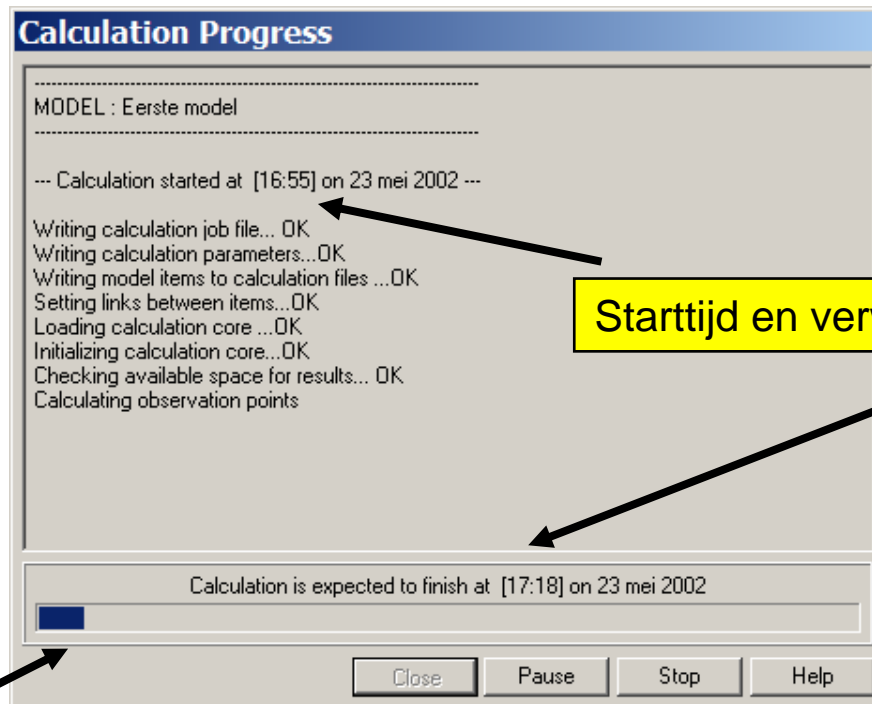 Calculation Progress
MODEL : Eerste model
--- Calculation started at [16:55] on 23 mei 2002 ---
Writing calculation job file... OK
Writing calculation parameters...OK
Writing model items to calculation files ...OK
Setting links between items...OK
Loading calculation core ...OK
Initializing calculation core...OK
Checking available space for results... OK
Calculating observation points
Starttijd en
Calculation is expected to finish at [17:18] on 23 mei 2002
Close Pause Stop Help